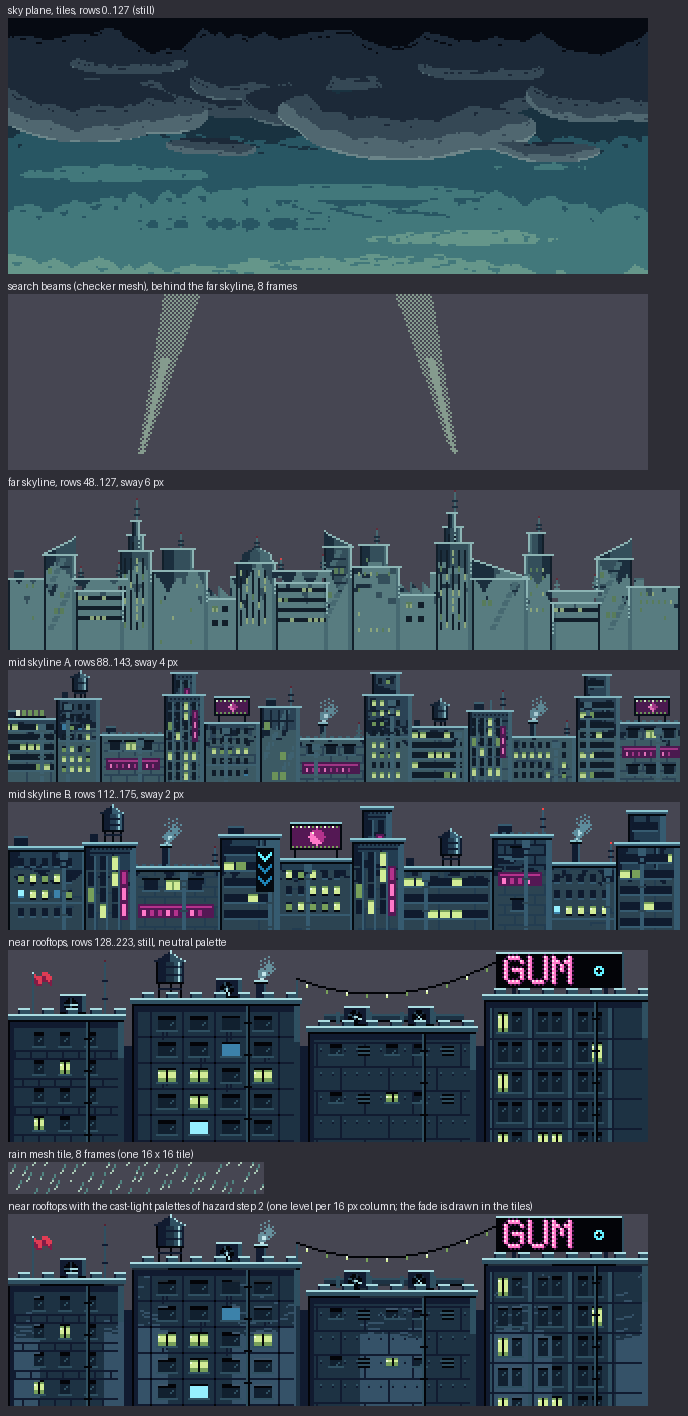 sky plane, tiles, rows 0..127 (still)
search beams (checker mesh), behind the far skyline, 8 frames
far skyline, rows 48..127, sway 6 px
mid skyline A, rows 88..143, sway 4 px
mid skyline B, rows 112..175, sway 2 px
near rooftops, rows 128..223, still, neutral palette
GUM
rain mesh tile, 8 frames (one 16 x 16 tile)
near rooftops with the cast-light palettes of hazard step 2 (one level per 16 px column; the fade is drawn in the tiles)
GUM